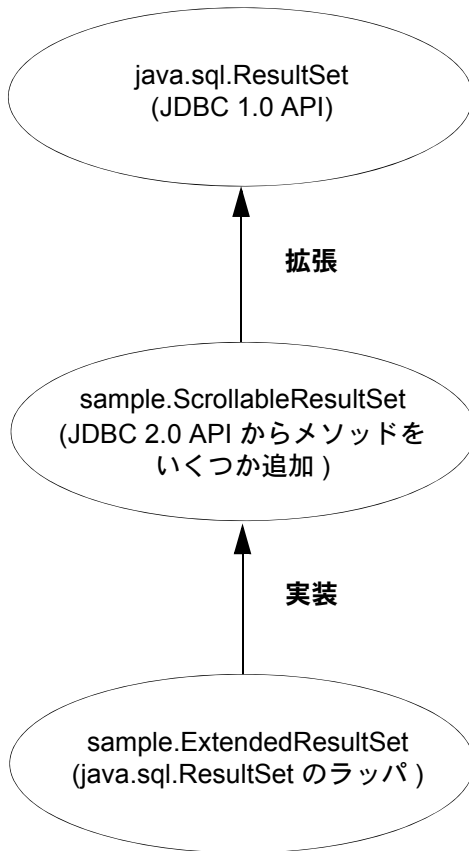 java.sql.ResultSet
(JDBC 1.0 API)
拡張
sample.ScrollableResultSet
(JDBC 2.0 API からメソッドを
いくつか追加 )
実装
sample.ExtendedResultSet
(java.sql.ResultSet のラッパ )